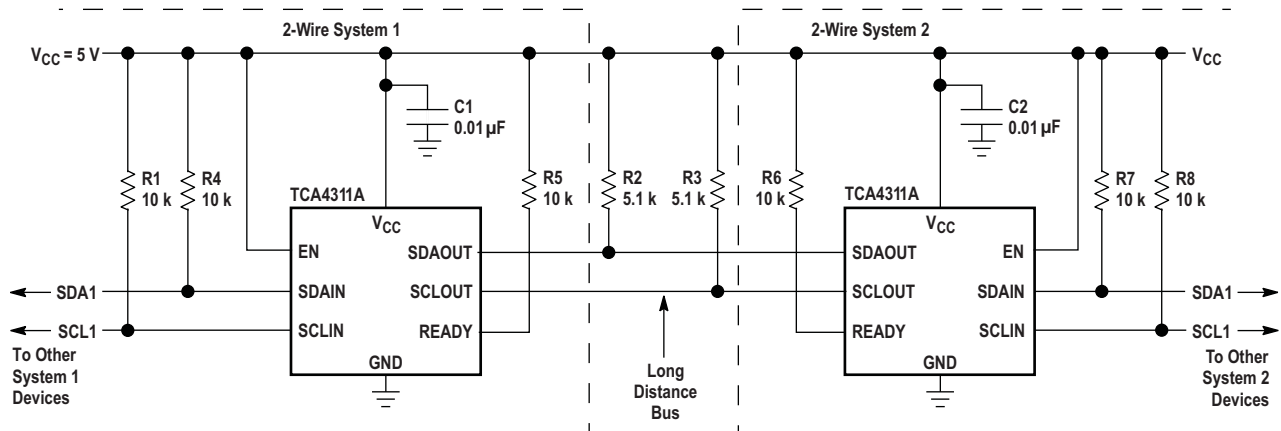 2-Wire System 1
2-Wire System 2
VCC = 5 V
VCC
C1
0.01 µF
C2
0.01 µF
R1
10 k
R4
10 k
R5
10 k
R2
5.1 k
R3
5.1 k
R6
10 k
R7
10 k
R8
10 k
TCA4311A
VCC
EN
SDAIN
SCLIN
SDAOUT
SCLOUT
READY
GND
TCA4311A
VCC
SDAOUT
SCLOUT
READY
EN
SDAIN
SCLIN
GND
SDA1
SCL1
To Other
System 1
Devices
Long
Distance
Bus
SDA1
SCL1
To Other
System 2
Devices